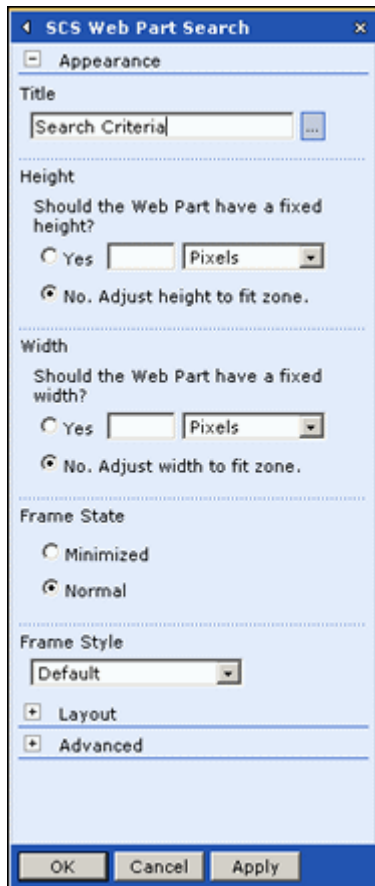 SCS Web Part Search
Appearance
Title
Search Criteria
...
Height
Should the Web Part have a fixed
height?
Yes Pixels
No. Adjust height to fit zone.
Width
Should the Web Part have a fixed
width?
Yes Pixels
No. Adjust width to fit zone.
Frame State
Minimized
Normal
Frame Style
Default
Layout
Advanced
OK Cancel Apply